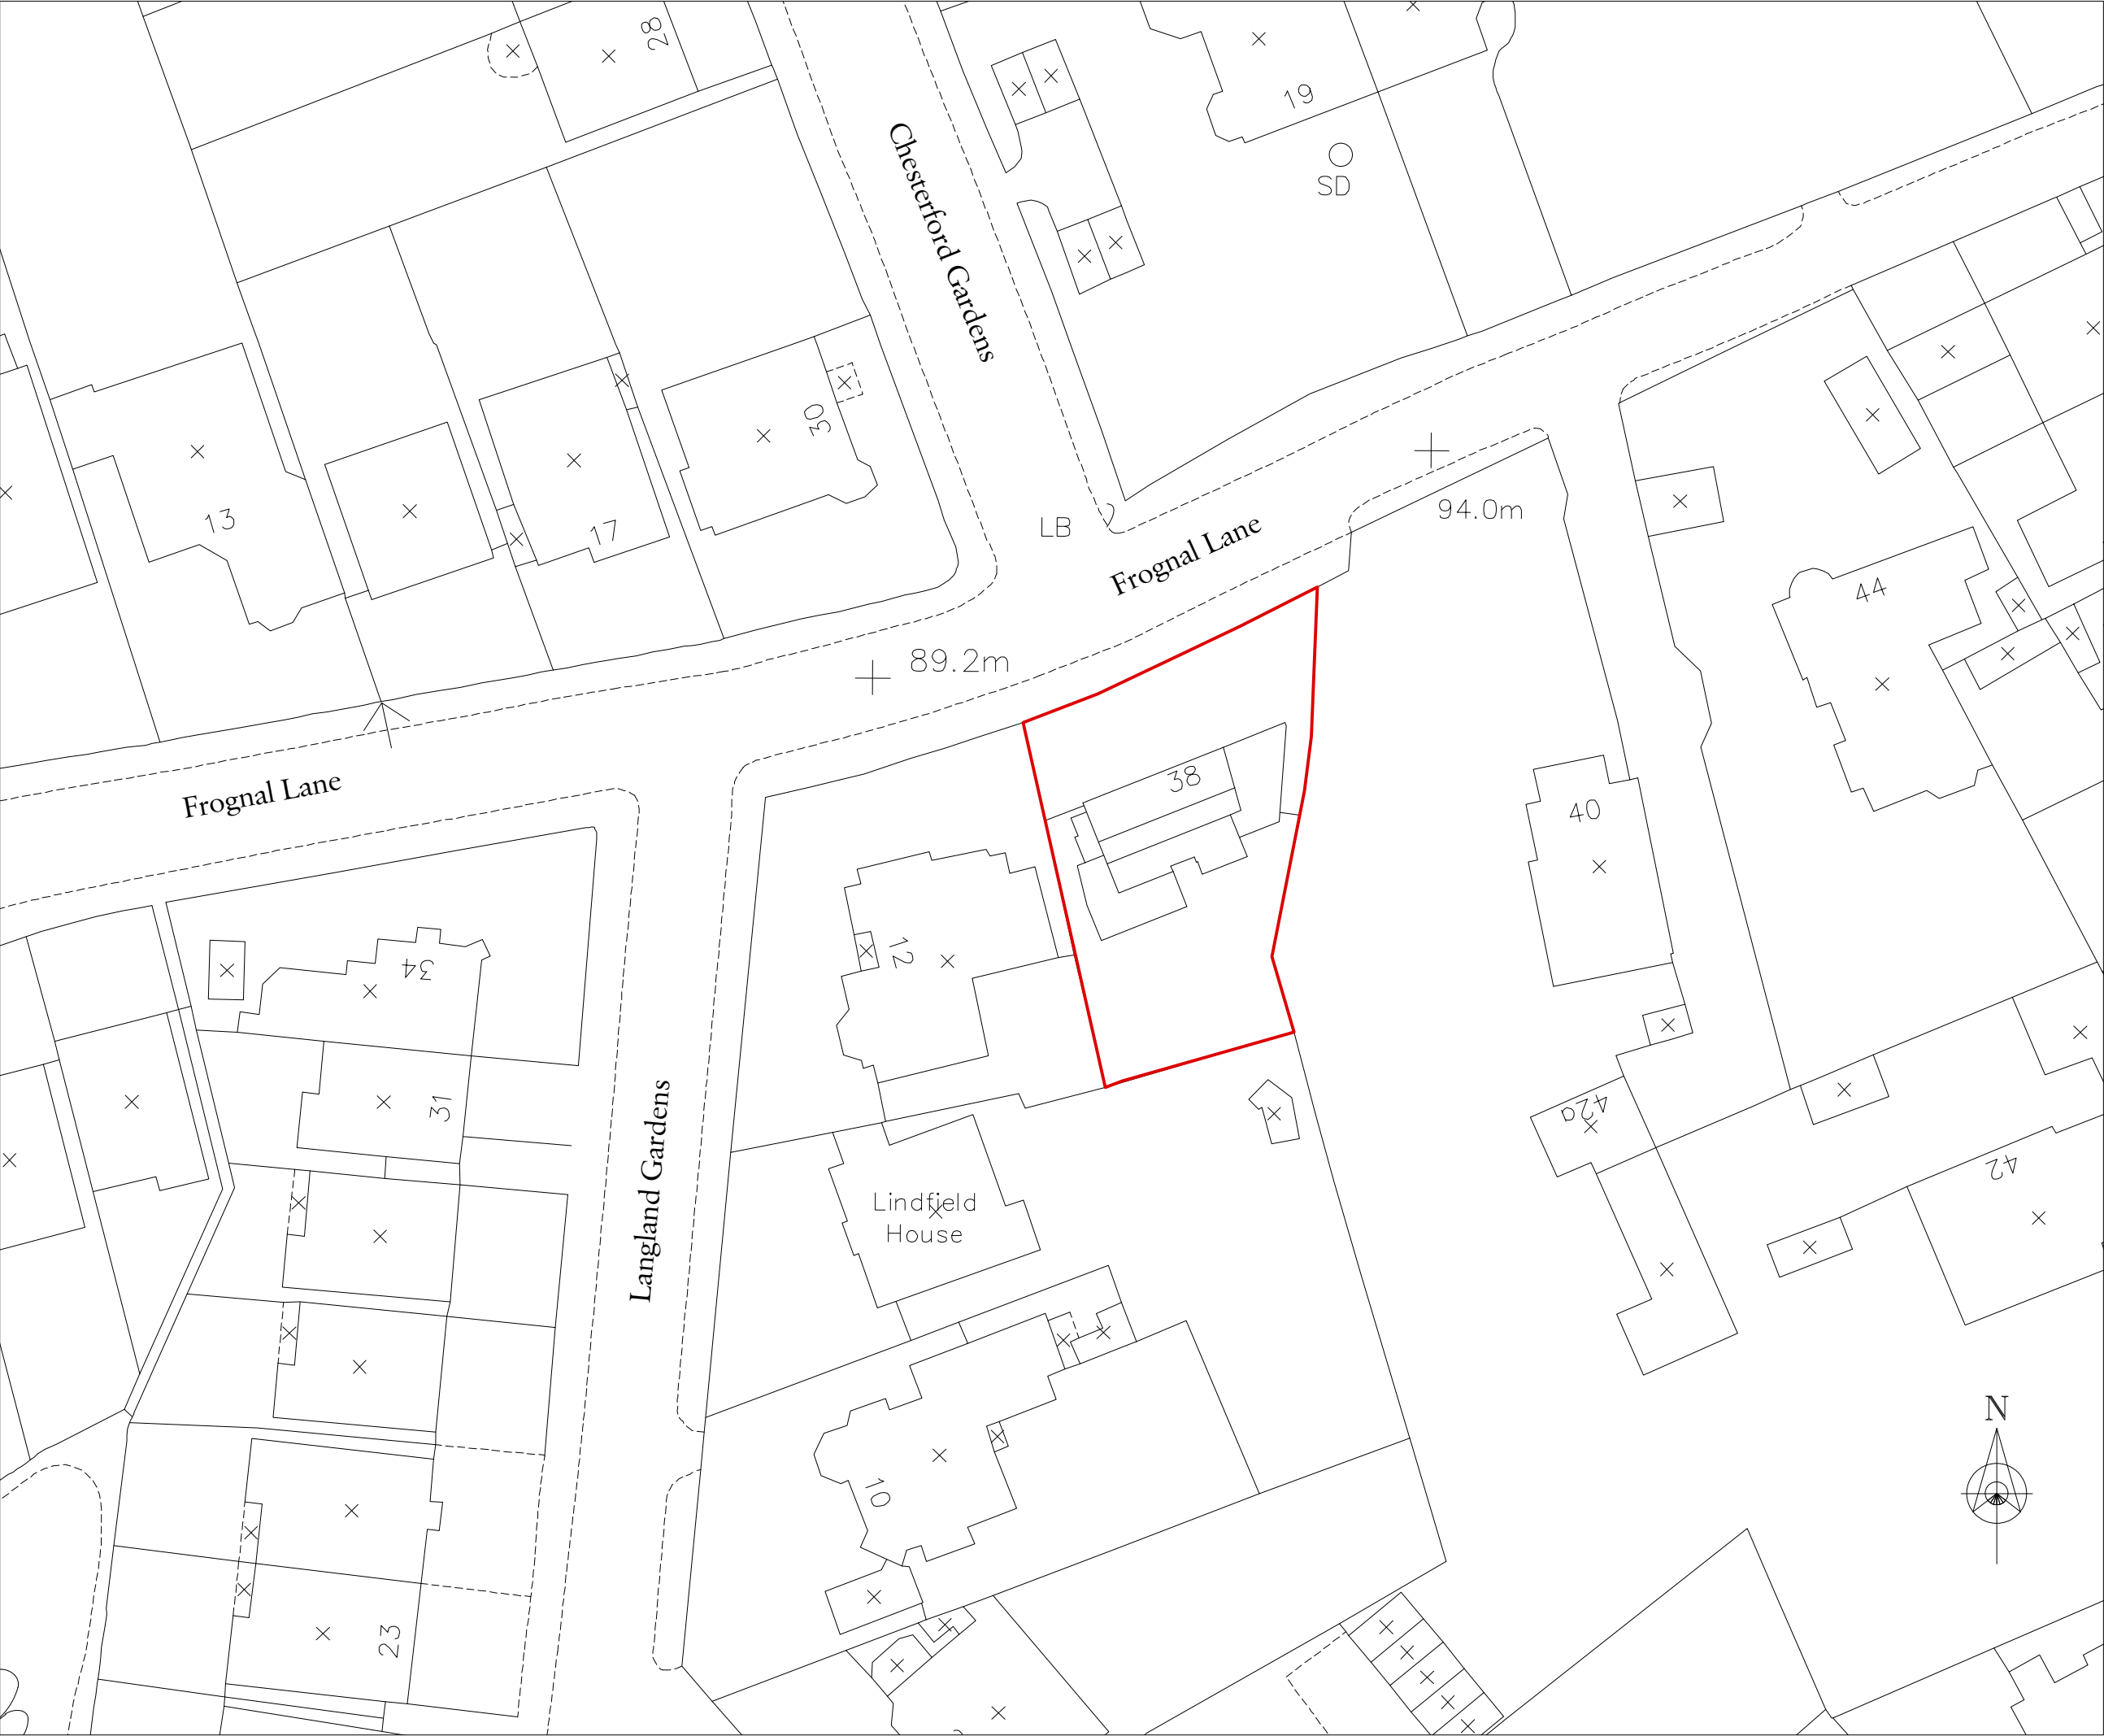 28
Chesterford Gardens
19
SD
30
13
17
LB
Frognal Lane
94.0m
44
89.2m
Frognal Lane
38
40
34
12
31
42a
Langland Gardens
Lindfield
House
42
N
10
23